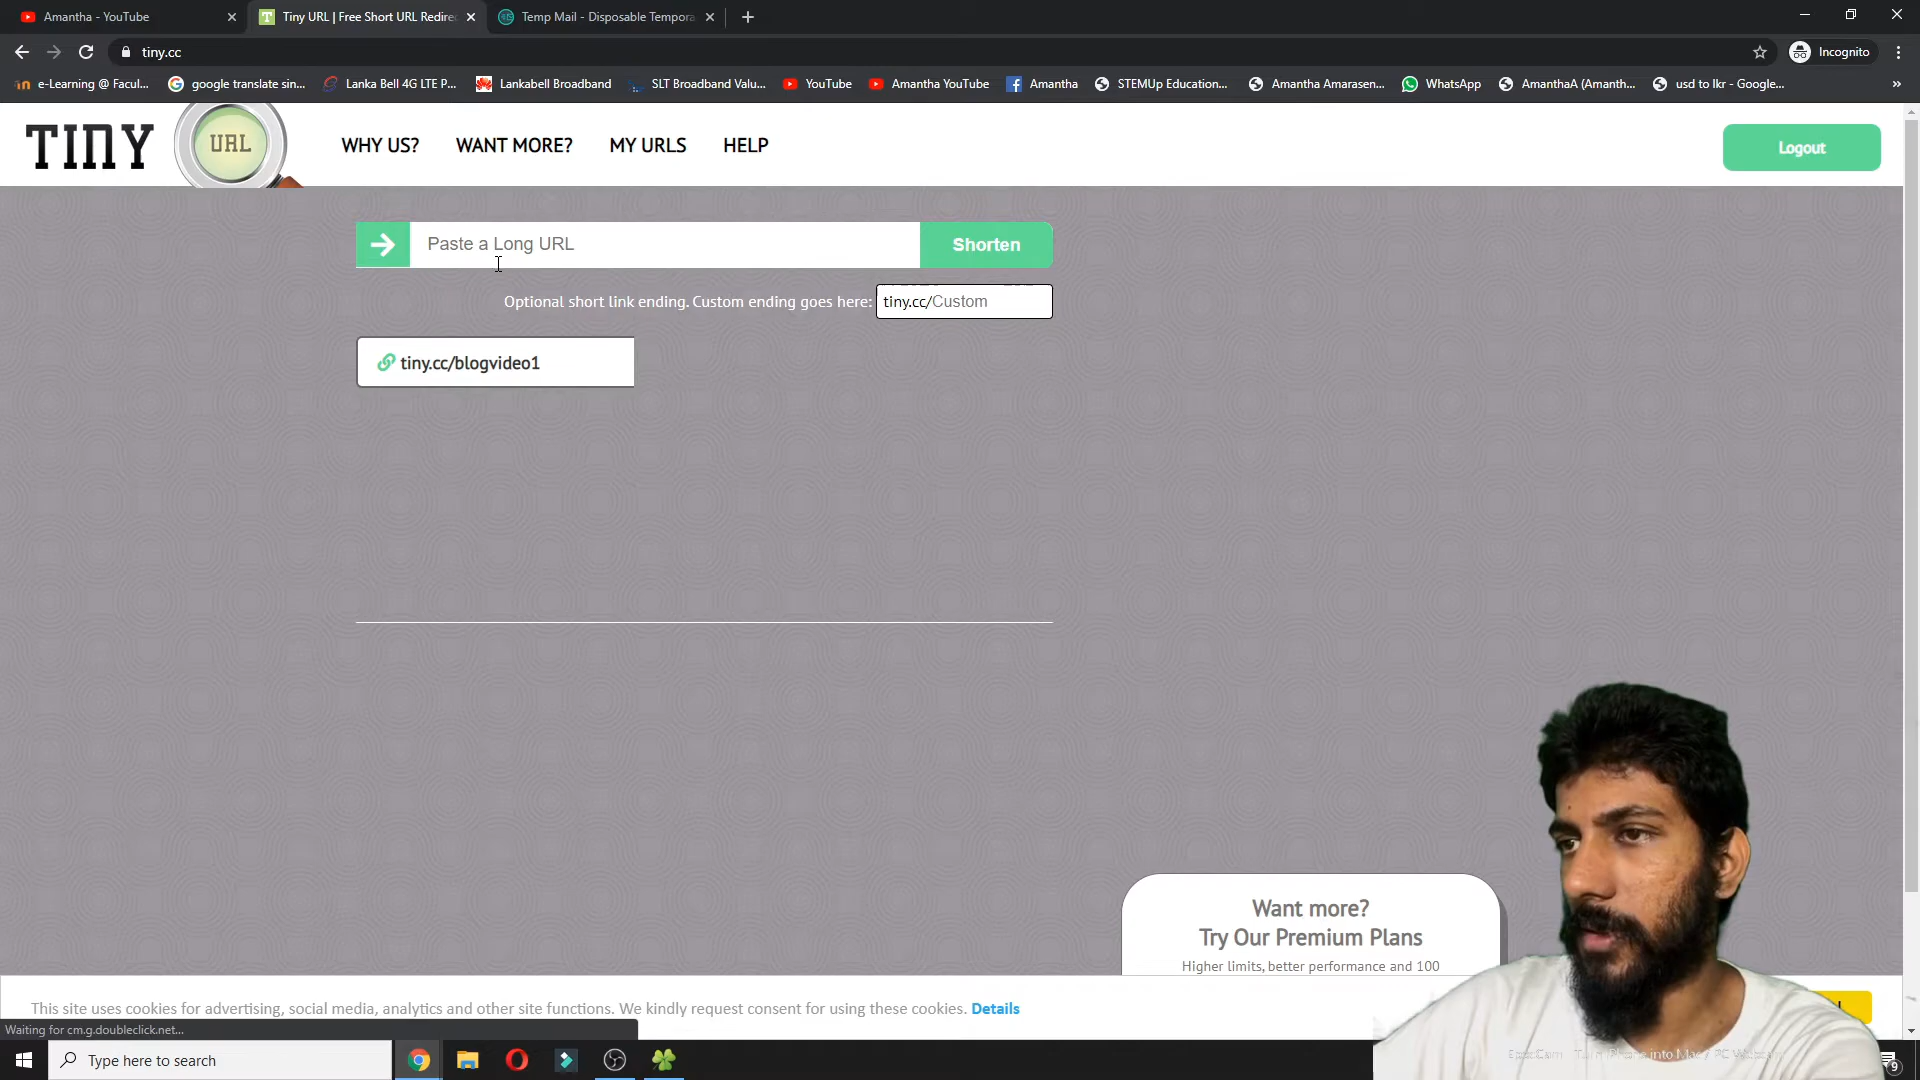 Amantha - YouTube
Tiny URL | Free Short URL Redire
Temp Mail - Disposable Tempora
tiny.cc
Incognito
e-Learning @ Facul...
google translate sin...
Lanka Bell 4G LTE P...
Lankabell Broadband
SLT Broadband Valu...
YouTube
Amantha YouTube
Amantha
STEMUp Education...
Amantha Amarasen...
WhatsApp
AmanthaA (Amanth...
usd to lkr - Google...
TINY
URL
WHY US?
WANT MORE?
MY URLS
HELP
Logout
Paste a Long URL
Shorten
Optional short link ending. Custom ending goes here:
tiny.cc/Custom
tiny.cc/blogvideo1
Want more?
Try Our Premium Plans
Higher limits, better performance and 100
This site uses cookies for advertising, social media, analytics and other site functions. We kindly request consent for using these cookies. Details
Waiting for cm.g.doubleclick.net...
Type here to search
9